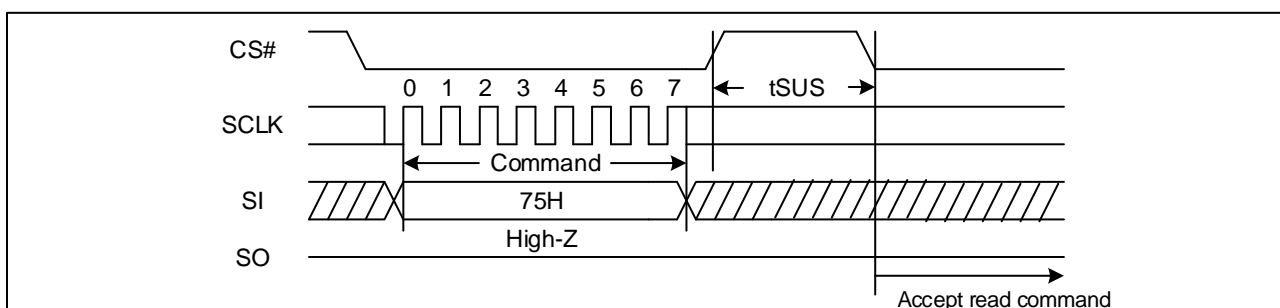 CS#
0 1 2 3 4 5 6 7
tSUS
SCLK
Command
SI
75H
High-Z
SO
Accept read command